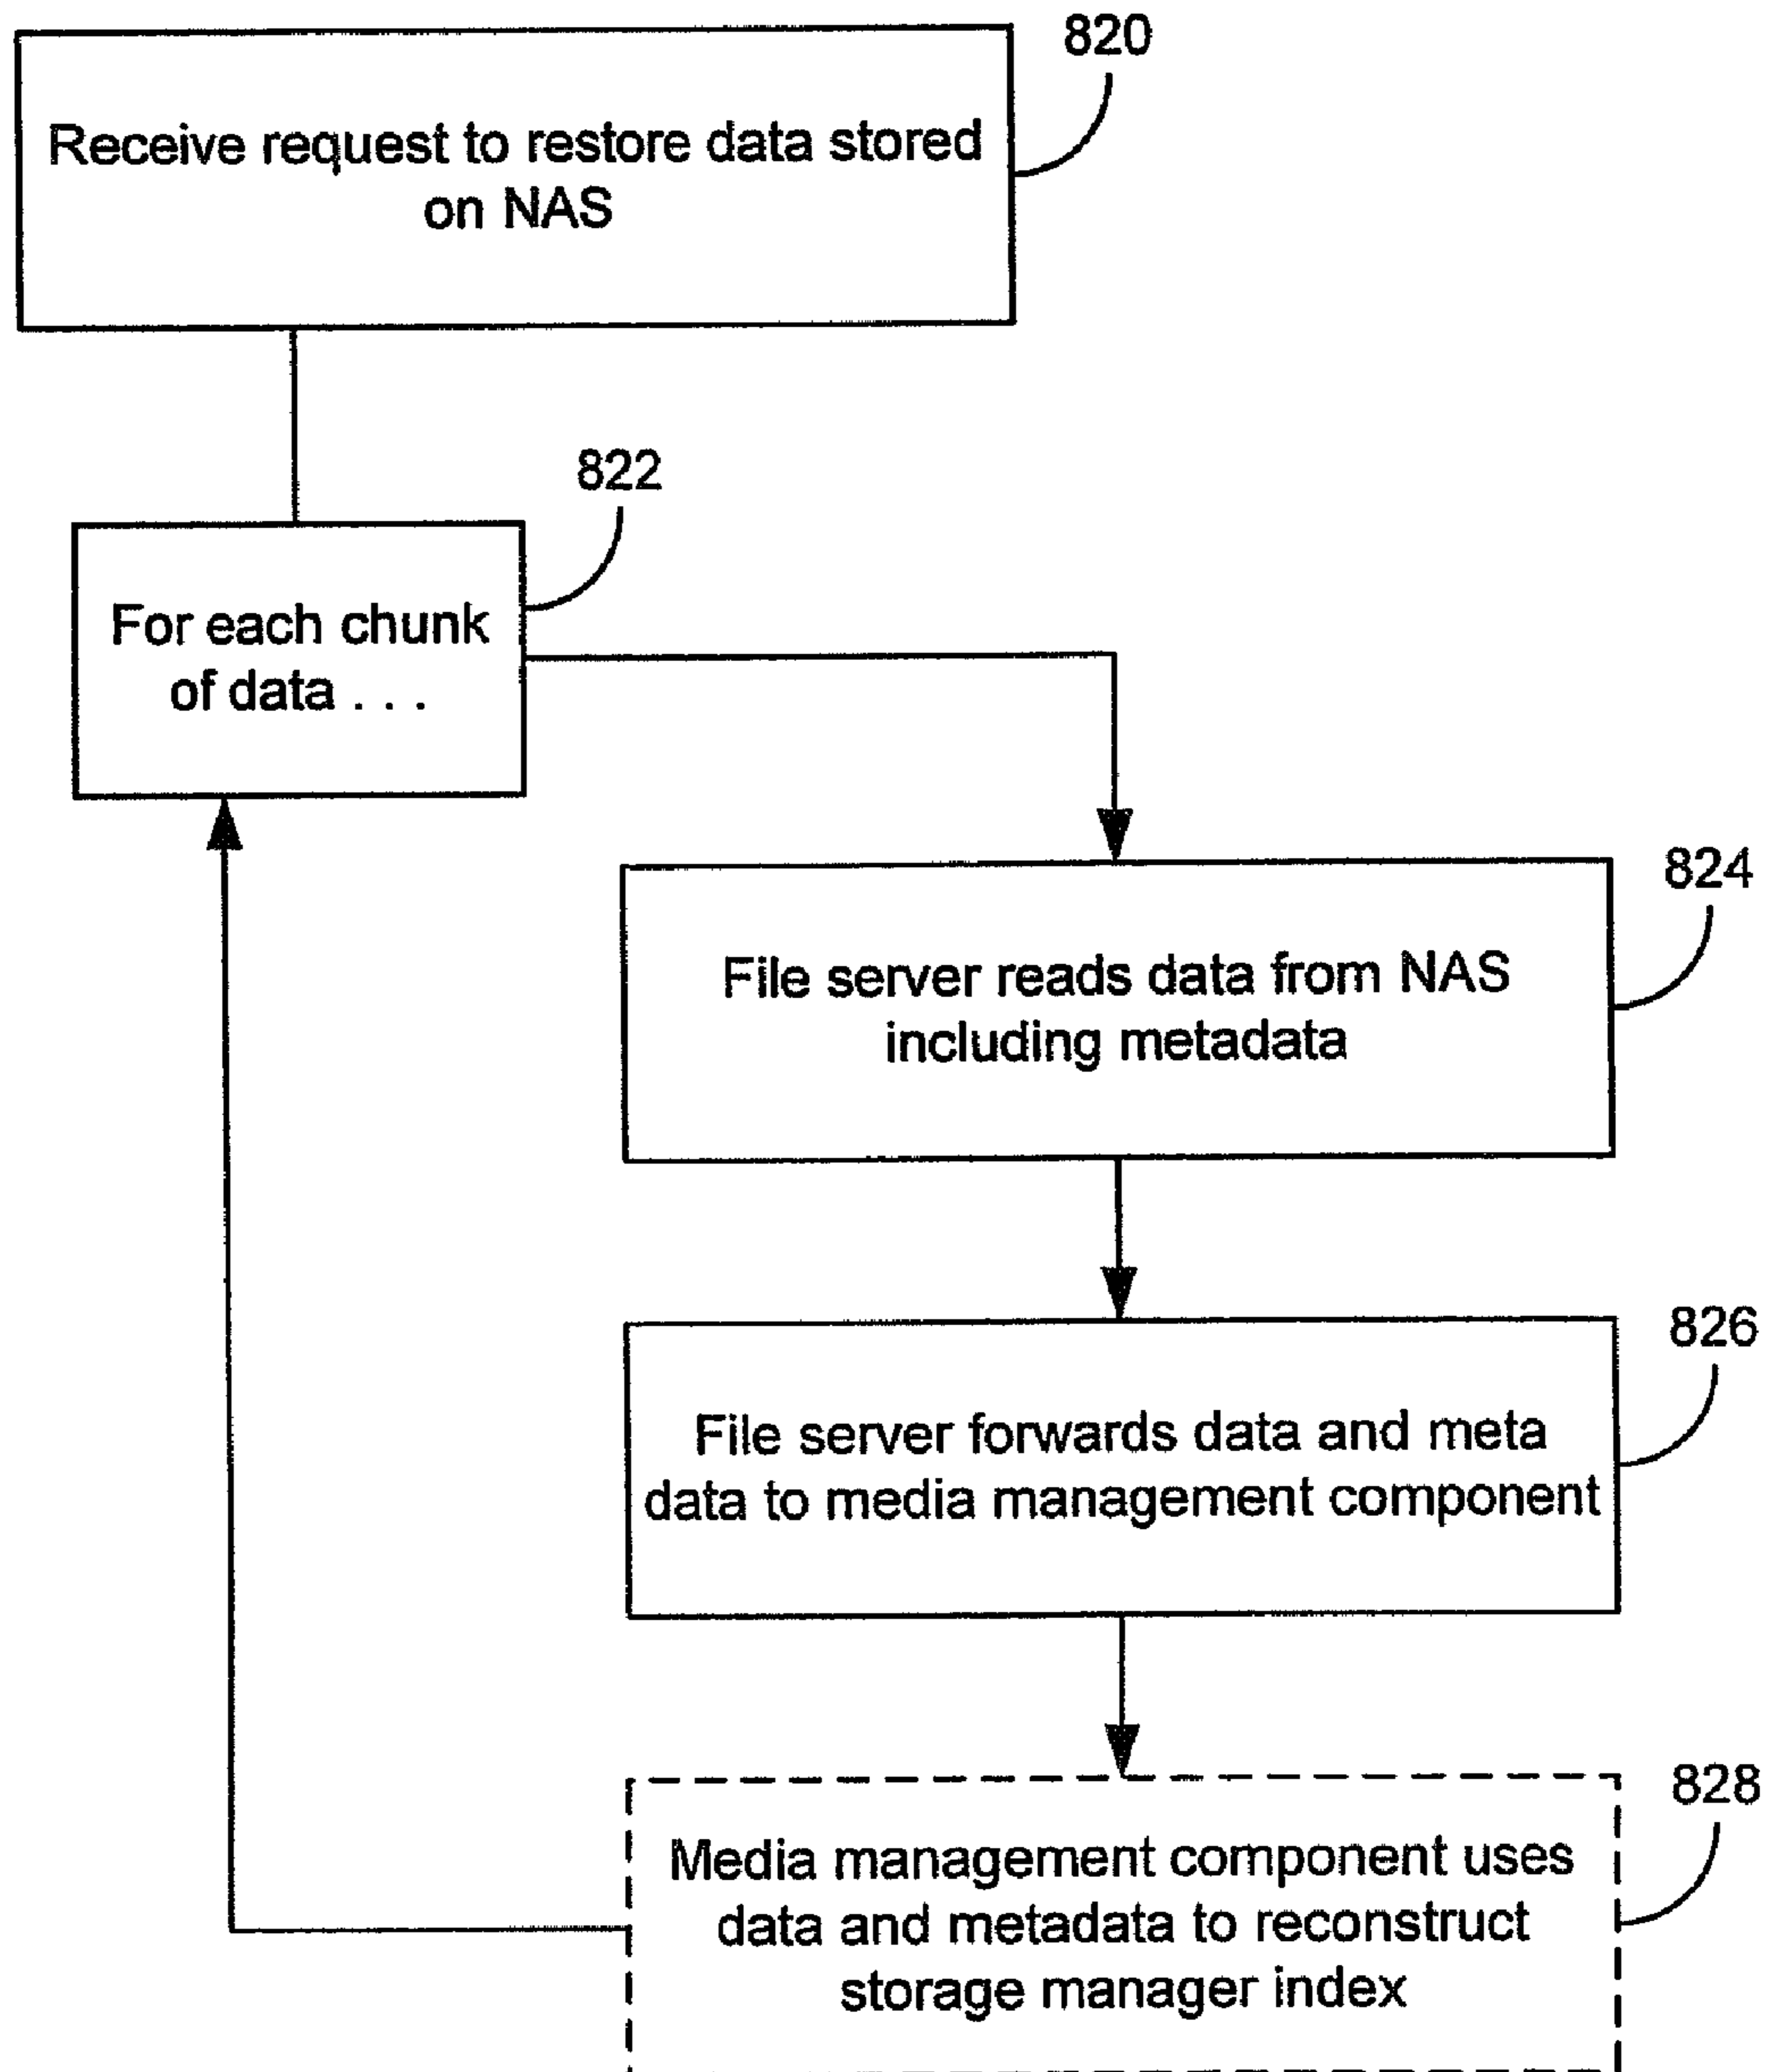 820
Receive request to restore data stored
on NAS
822
For each chunk
of data . . .
824
File server reads data from NAS
including metadata
826
File server forwards data and meta
data to media management component
828
Media management component uses
data and metadata to reconstruct
storage manager index